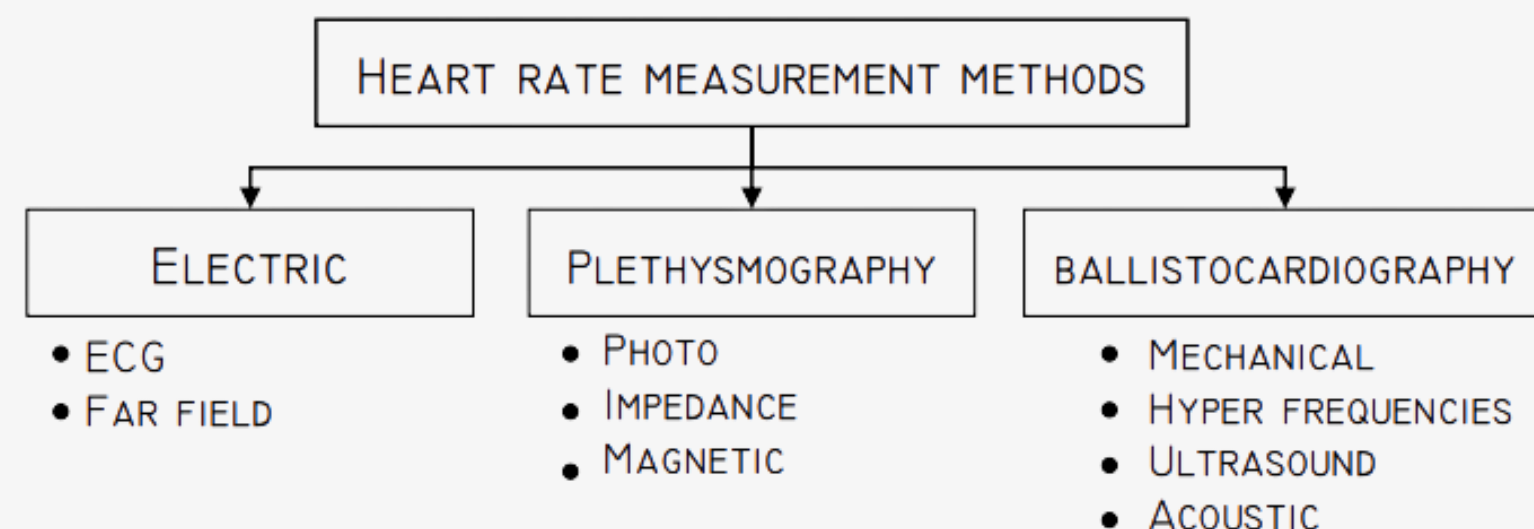 HEART RATE MEASUREMENT METHODS
ELECTRIC
• ECG
• FAR FIELD
PLETHYSMOGRAPHY
• PHOTO
• IMPEDANCE
• MAGNETIC
BALLISTOCARDIOGRAPHY
• MECHANICAL
• HYPER FREQUENCIES
• ULTRASOUND
• ACOUSTIC